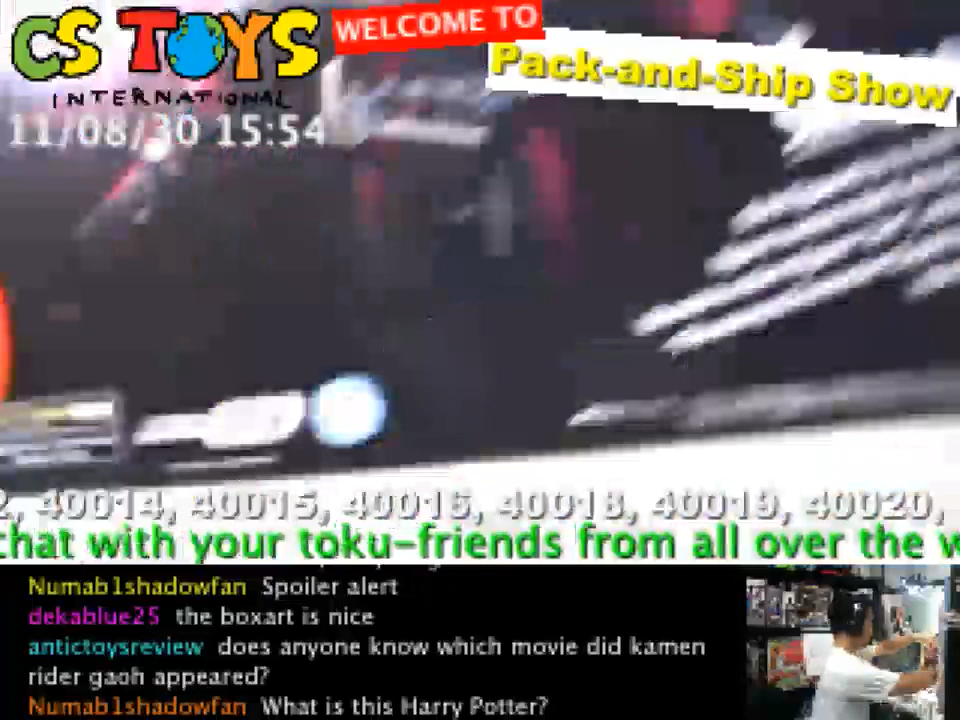 CS TOYS
INTERNATIONAL
WELCOME TO
Pack-and-Ship Show
11/08/30 15:54
2, 40014, 40015, 40016, 40018, 40019, 40020,
chat with your toku-friends from all over the w
Numab1shadowfan Spoiler alert
dekablue25 the boxart is nice
antictoysreview does anyone know which movie did kamen
rider gaoh appeared?
Numab1shadowfan What is this Harry Potter?